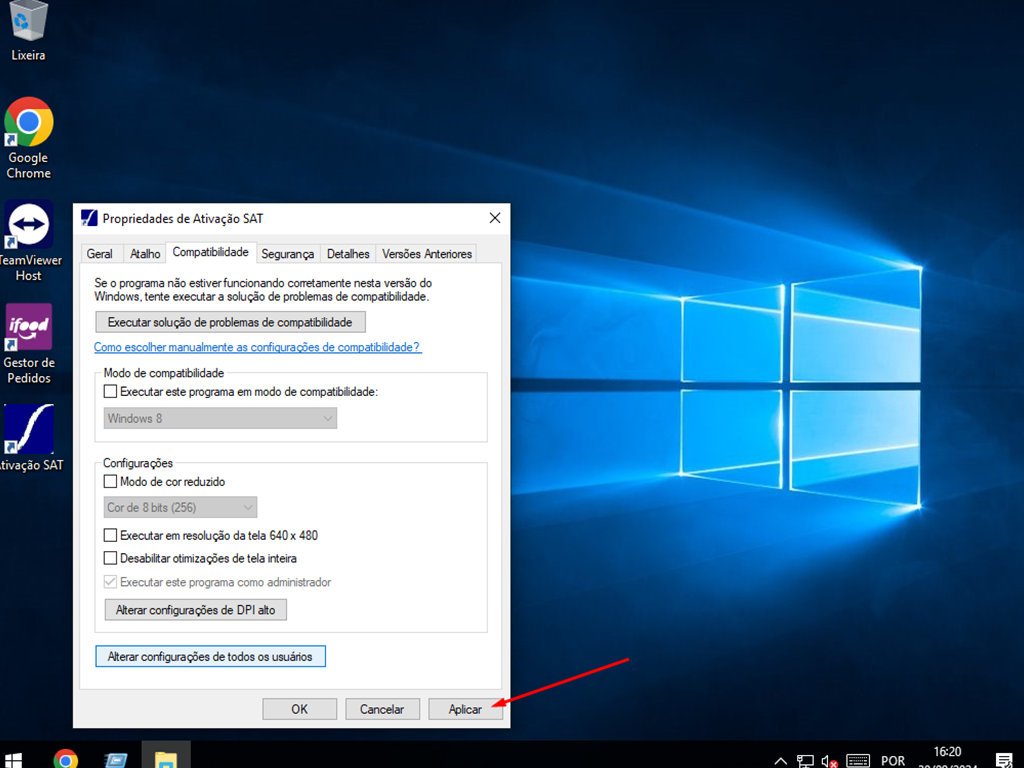 Lixeira
Google
Chrome
TeamViewer
Host
ifood
Gestor de
Pedidos
tivação SAT
Propriedades de Ativação SAT
Geral
Atalho
Compatibilidade
Segurança
Detalhes
Versões Anteriores
Se o programa não estiver funcionando corretamente nesta versão do
Windows, tente executar a solução de problemas de compatibilidade.
Executar solução de problemas de compatibilidade
Como escolher manualmente as configurações de compatibilidade?
Modo de compatibilidade
Executar este programa em modo de compatibilidade:
Windows 8
Configurações
Modo de cor reduzido
Cor de 8 bits (256)
Executar em resolução da tela 640 x 480
Desabilitar otimizações de tela inteira
Executar este programa como administrador
Alterar configurações de DPI alto
Alterar configurações de todos os usuários
OK
Cancelar
Aplicar
POR
16:20